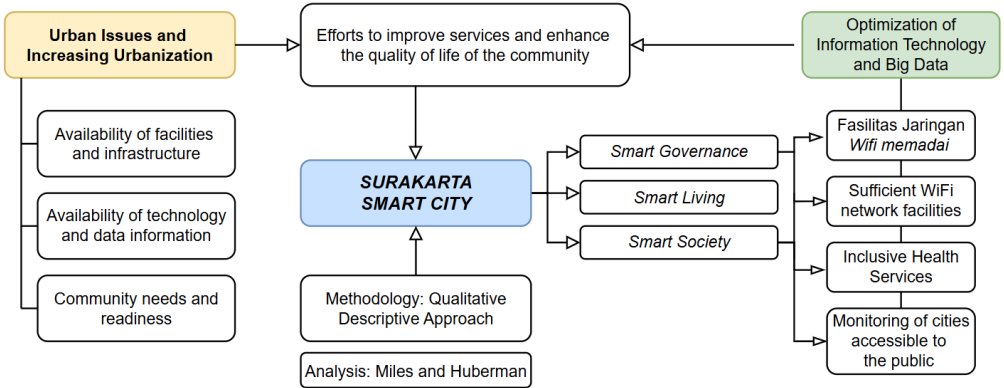 Urban Issues and
Increasing Urbanization
Efforts to improve services and enhance
the quality of life of the community
Optimization of
Information Technology
and Big Data
Availability of facilities
and infrastructure
Availability of technology
and data information
Community needs and
readiness
SURAKARTA
SMART CITY
Methodology: Qualitative
Descriptive Approach
Analysis: Miles and Huberman
Smart Governance
Smart Living
Smart Society
Fasilitas Jaringan
Wifi memadai
Sufficient WiFi
network facilities
Inclusive Health
Services
Monitoring of cities
accessible to
the public